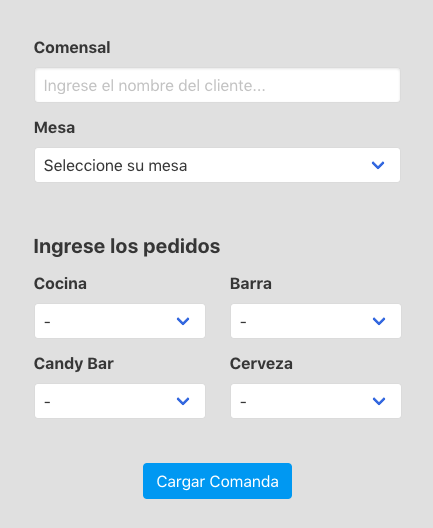 Comensal
Ingrese el nombre del cliente...
Mesa
Seleccione su mesa
Ingrese los pedidos
Cocina Barra
- -
Candy Bar Cerveza
- -
Cargar Comanda